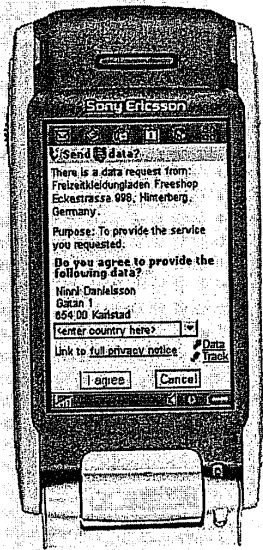 Sony Ericsson
Send data?
There is a data request from:
Freizeitkleidungladen Freeshop
Eckestrasse 998, Hinterberg,
Germany.
Purpose: To provide the service
you requested.
Do you agree to provide the
following data?
Ninni Danielsson
Gatan 1
654 00 Karlstad
<enter country here>
Link to full privacy notice
Data
Track
I agree
Cancel